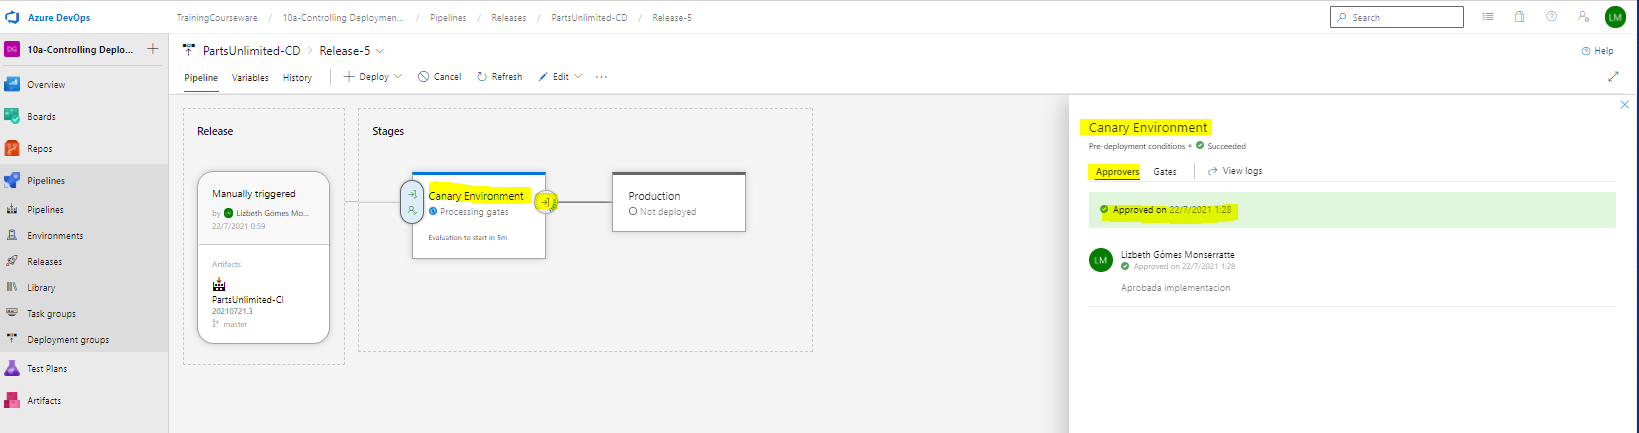 Azure DevOps
TrainingCourseware / 10a-Controlling Deploymen... / Pipelines / Releases / PartsUnlimited-CD / Release-5
Search
LM
DG 10a-Controlling Deplo...
Overview
Boards
Repos
Pipelines
Pipelines
Environments
Releases
Library
Task groups
Deployment groups
Test Plans
Artifacts
PartsUnlimited-CD > Release-5
Help
Pipeline Variables History Deploy Cancel Refresh Edit ...
Release
Manually triggered
by LM Lizbeth Gómes Mo...
22/7/2021 0:59
Artifacts
PartsUnlimited-CI
20210721.3
master
Stages
Canary Environment
Processing gates
Evaluation to start in 5m
Production
Not deployed
Canary Environment
Pre-deployment conditions • Succeeded
Approvers Gates View logs
Approved on 22/7/2021 1:28
LM
Lizbeth Gómes Monserratte
Approved on 22/7/2021 1:28
Aprobada implementacion